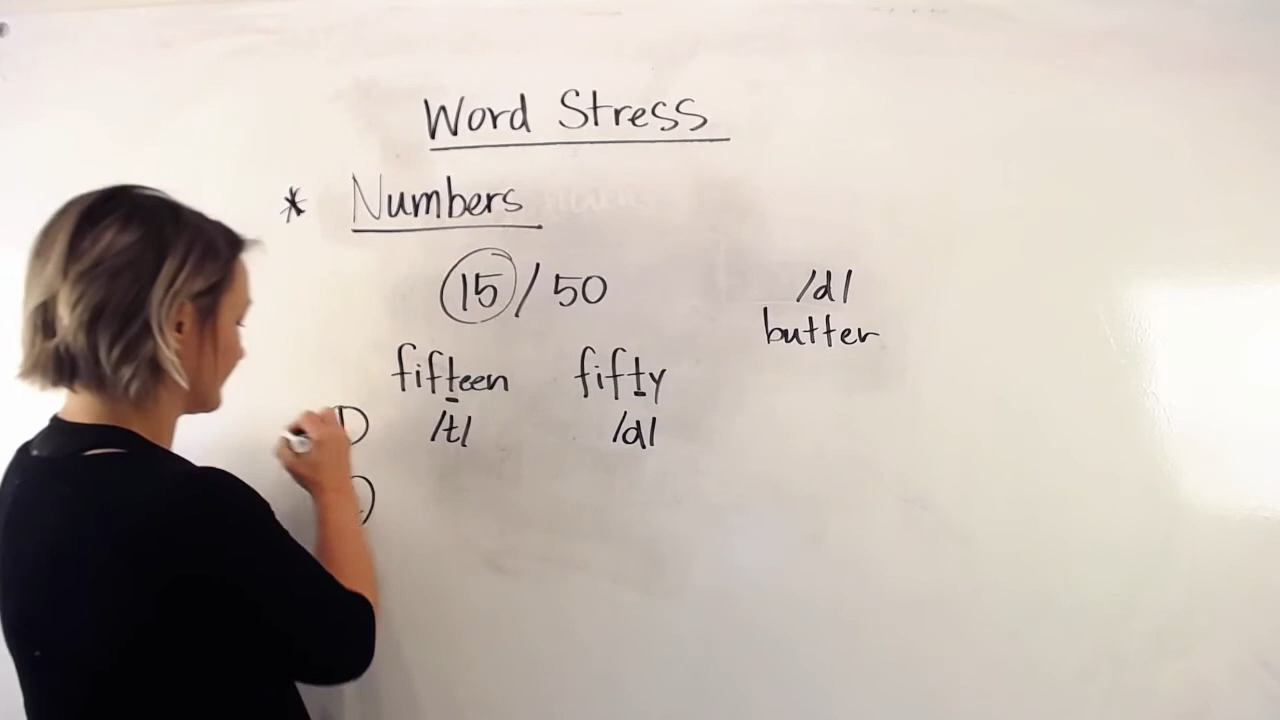 Word Stress
* Numbers
15 / 50
/d/
butter
fifteen fifty
/t/ /d/